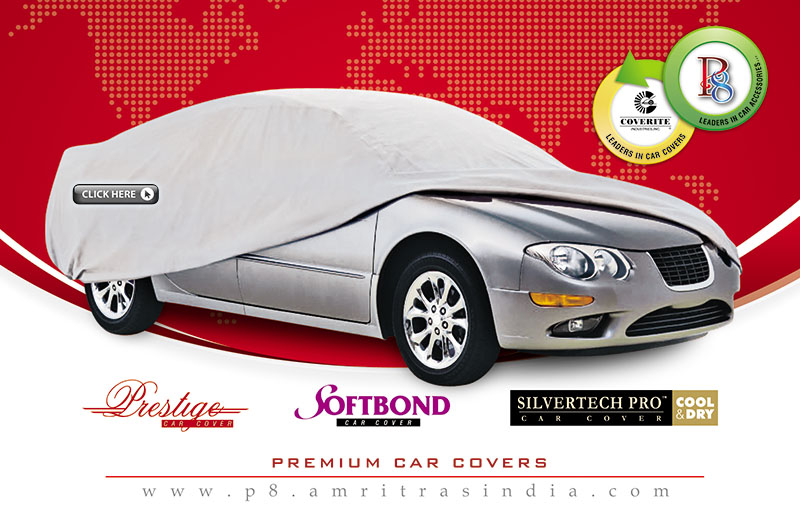 P8
LEADERS IN CAR ACCESSORIES...
COVERITE
INDUSTRIES, INC.
LEADERS IN CAR COVERS
CLICK HERE
Prestige
CAR COVER
SOFTBOND
CAR COVER
SILVERTECH PRO™
CAR COVER
COOL
& DRY
PREMIUM CAR COVERS
www.p8.amritrasindia.com